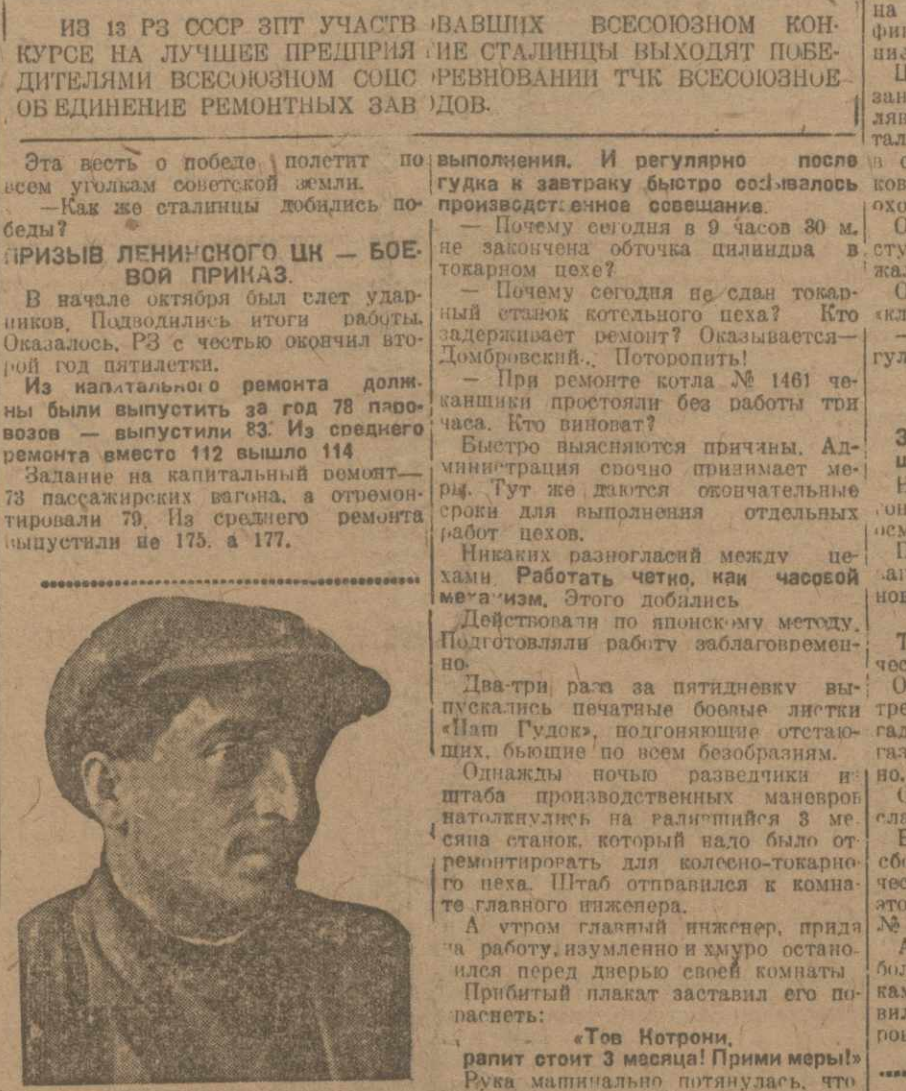 ИЗ 13 РЗ СССР ЗПТ УЧАСТВОВАВШИХ ВСЕСОЮЗНОМ КОН-
КУРСЕ НА ЛУЧШЕЕ ПРЕДПРИЯТИЕ СТАЛИНЦЫ ВЫХОДЯТ ПОБЕ-
ДИТЕЛЯМИ ВСЕСОЮЗНОМ СОЦСОРЕВНОВАНИИ ТЧК ВСЕСОЮЗНОЕ
ОБ ЕДИНЕНИЕ РЕМОНТНЫХ ЗАВОДОВ.
Эта весть о победе полетит по
всем уголкам советской земли.
—Как же сталинцы добились по-
беды?
ПРИЗЫВ ЛЕНИНСКОГО ЦК — БОЕ-
ВОЙ ПРИКАЗ.
В начале октября был слет удар-
ников. Подводились итоги работы.
Оказалось, РЗ с честью окончил вто-
рой год пятилетки.
Из капитального ремонта долж-
ны были выпустить за год 78 паро-
возов — выпустили 83. Из среднего
ремонта вместо 112 вышло 114
Задание на капитальный ремонт—
73 пассажирских вагона, а отремон-
тировали 79. Из среднего ремонта
выпустили не 175, а 177.
выполнения. И регулярно после
гудка к завтраку быстро созывалось
производственное совещание.
— Почему сегодня в 9 часов 30 м.
не закончена обточка цилиндра в
токарном цехе?
— Почему сегодня не сдан токар-
ный станок котельного цеха? Кто
задерживает ремонт? Оказывается—
Домбровский.. Поторопить!
— При ремонте котла № 1461 че-
канщики простояли без работы три
часа. Кто виноват?
Быстро выясняются причины. Ад-
министрация срочно принимает ме-
ры. Тут же даются окончательные
сроки для выполнения отдельных
работ цехов.
Никаких разногласий между це-
хами. Работать четко, как часовой
механизм. Этого добились
Действовали по японскому методу.
Подготовляли работу заблаговремен-
но.
Два-три раза за пятидневку вы-
пускались печатные боевые листки
«Наш Гудок», подгоняющие отстаю-
щих, бьющие по всем безобразиям.
Однажды ночью разведчики из
штаба производственных маневров
натолкнулись на валявшийся 3 ме-
сяца станок, который надо было от-
ремонтировать для колесно-токарно-
го цеха. Штаб отправился к комна-
те главного инженера.
А утром главный инженер, придя
на работу, изумленно и хмуро остано-
вился перед дверью своей комнаты
Прибитый плакат заставил его по-
краснеть:
«Тов Котрони,
рапит стоит 3 месяца! Прими меры!»
Рука машинально потянулась, что